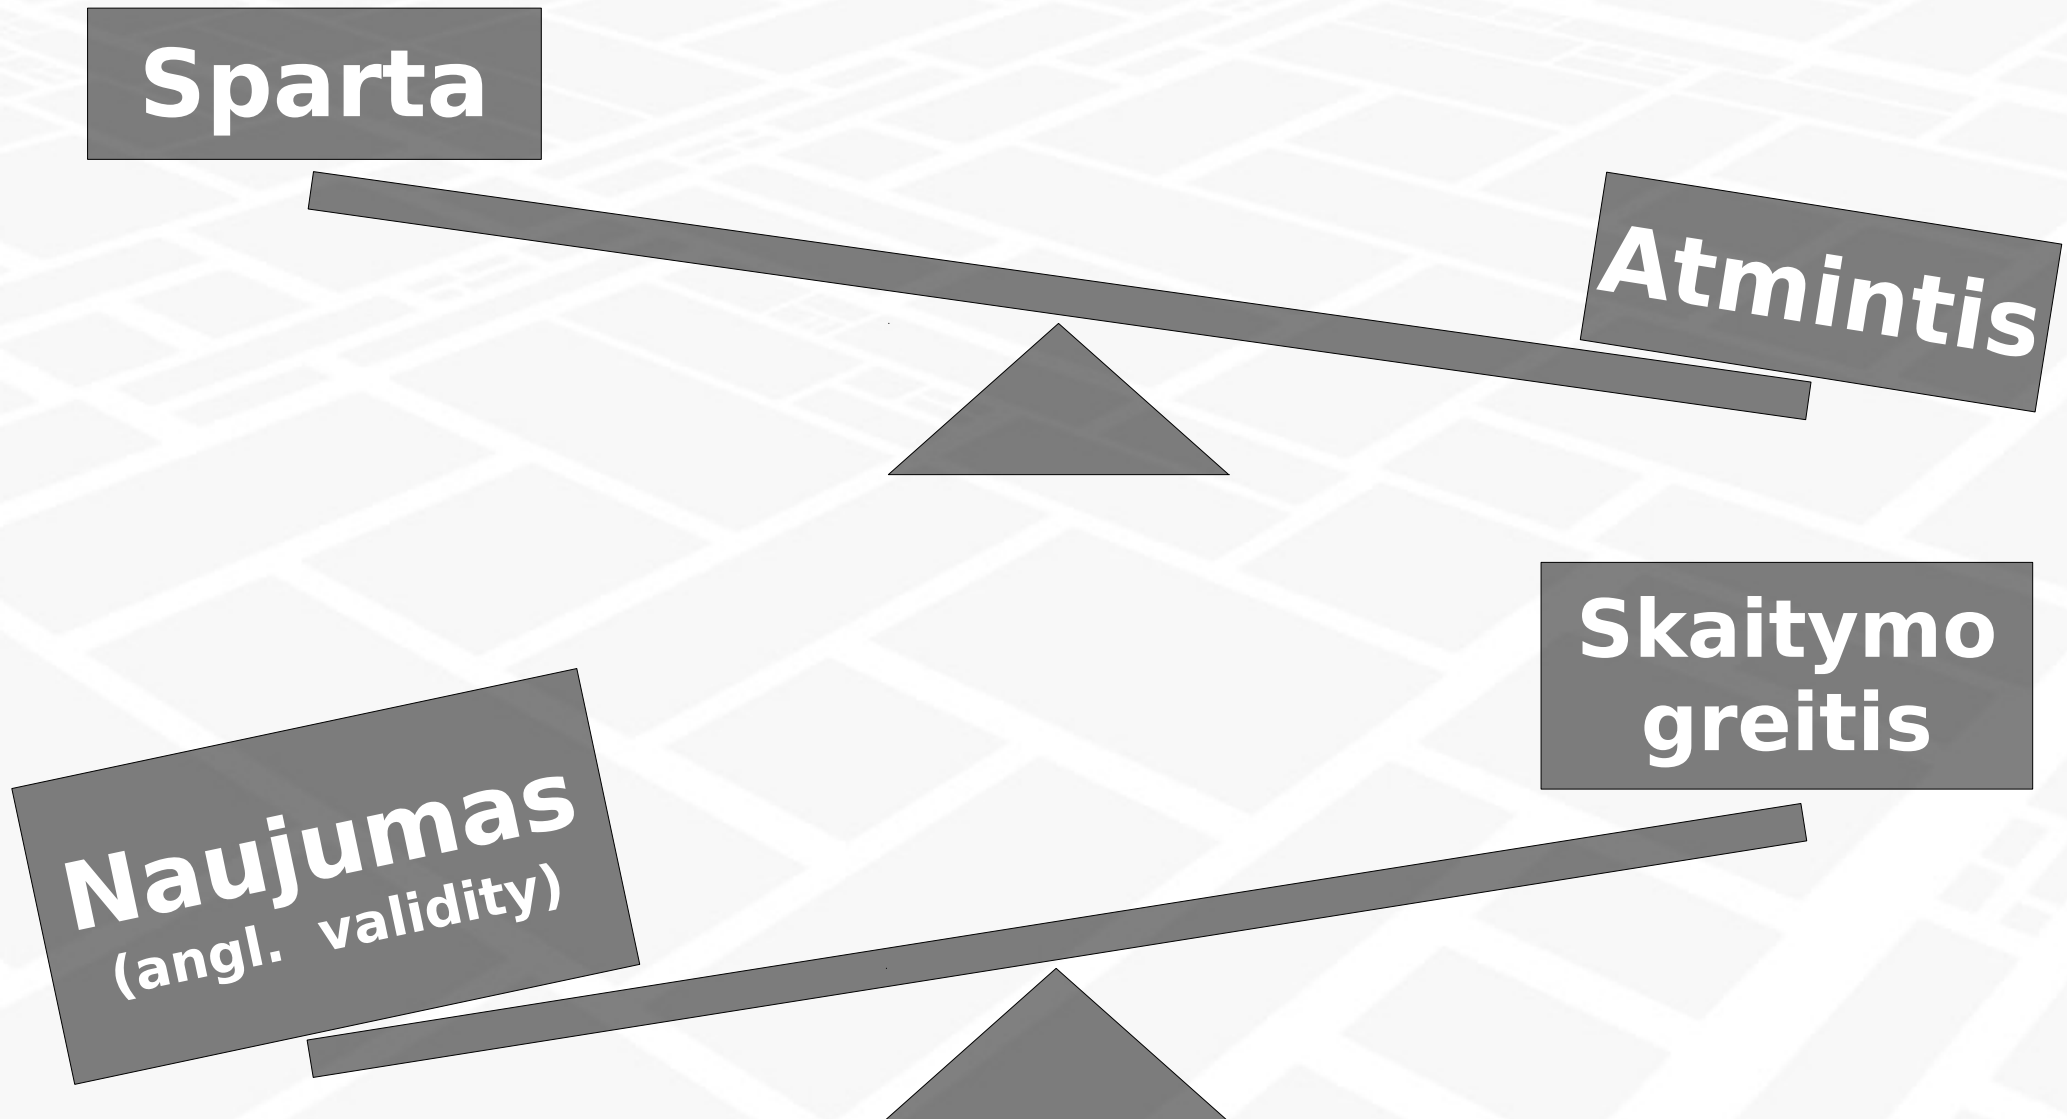 Sparta
Atmintis
Skaitymo
greitis
Naujumas
(angl. validity)